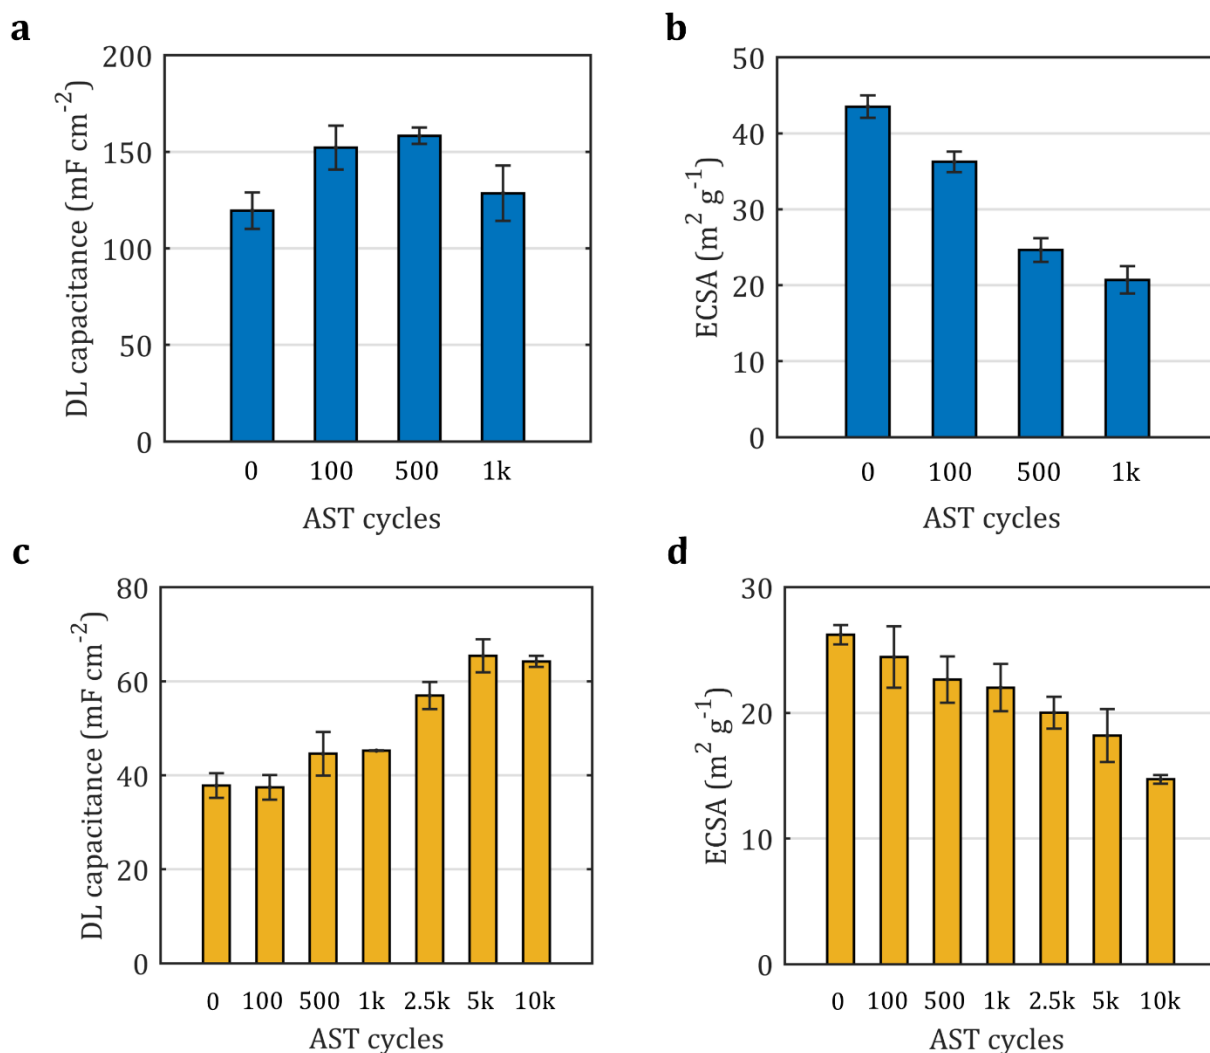 a
200
150
100
50
0
DL capacitance (mF cm⁻²)
0 100 500 1k
AST cycles
b
50
40
30
20
10
0
ECSA (m² g⁻¹)
0 100 500 1k
AST cycles
c
80
60
40
20
0
DL capacitance (mF cm⁻²)
0 100 500 1k 2.5k 5k 10k
AST cycles
d
30
20
10
0
ECSA (m² g⁻¹)
0 100 500 1k 2.5k 5k 10k
AST cycles